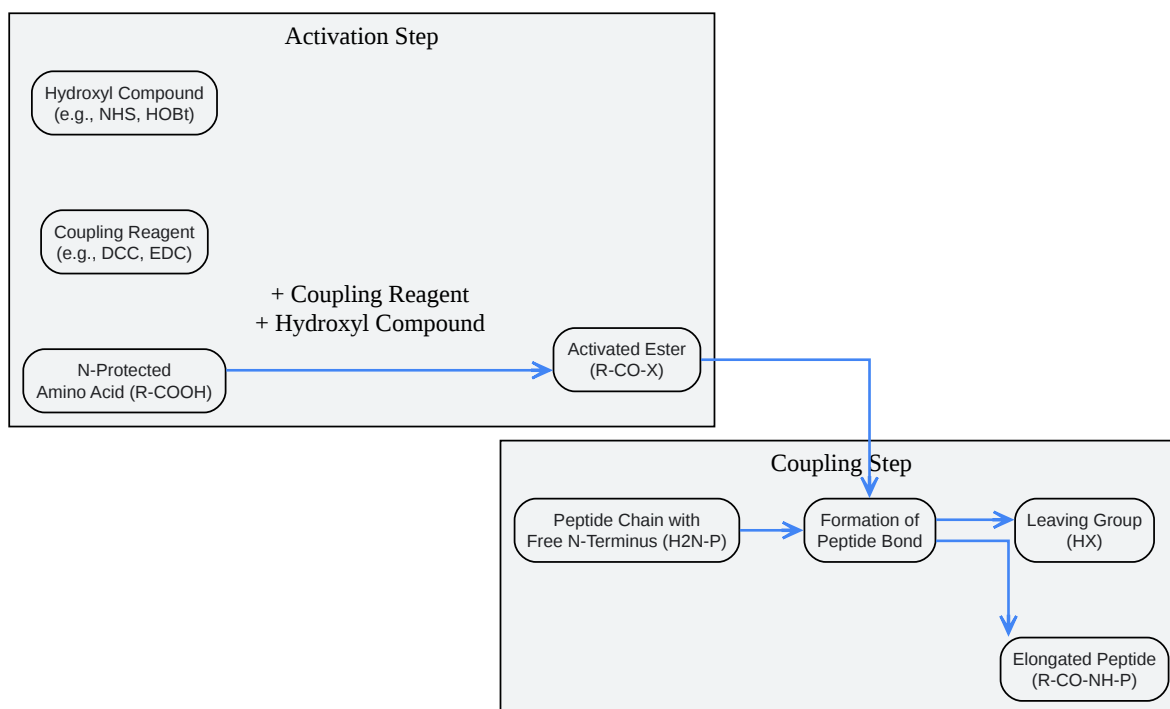 Activation Step
Hydroxyl Compound
(e.g., NHS, HOBt)
Coupling Reagent
(e.g., DCC, EDC)
+ Coupling Reagent
+ Hydroxyl Compound
N-Protected
Amino Acid (R-COOH)
Activated Ester
(R-CO-X)
Coupling Step
Peptide Chain with
Free N-Terminus (H2N-P)
Formation of
Peptide Bond
Leaving Group
(HX)
Elongated Peptide
(R-CO-NH-P)